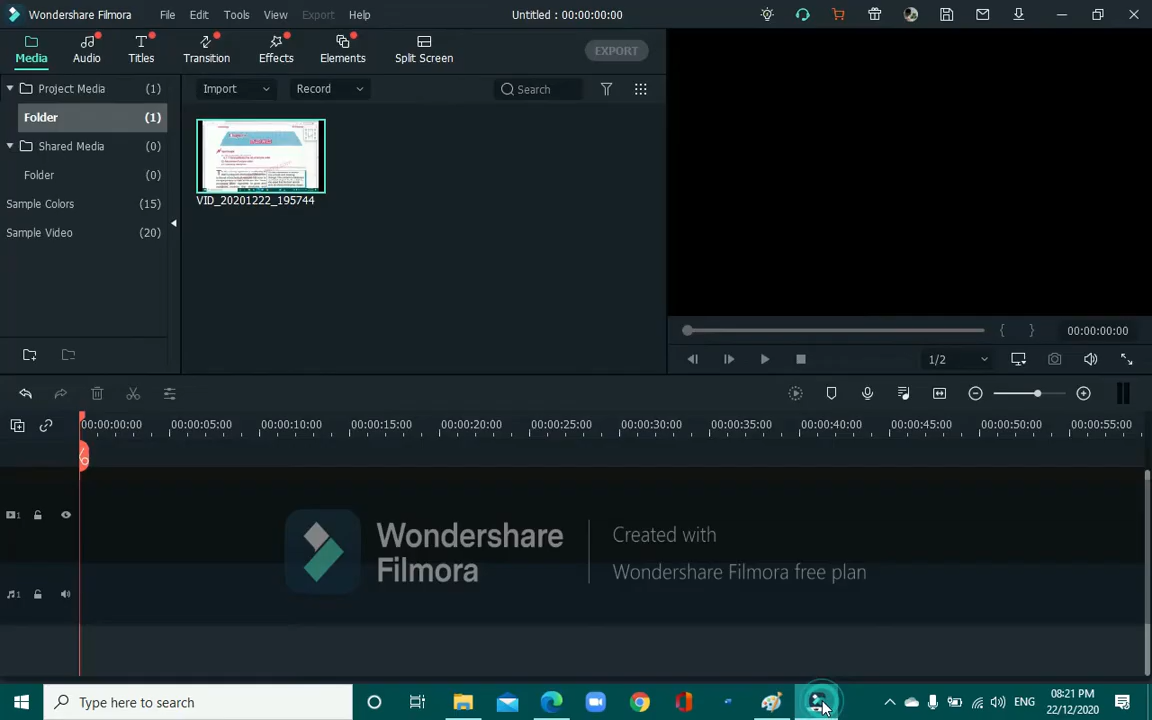 Wondershare Filmora File Edit Tools View Export Help Untitled : 00:00:00:00
Media Audio Titles Transition Effects Elements Split Screen EXPORT
Project Media (1) Import Record Search
Folder (1)
Shared Media (0)
Folder (0)
Sample Colors (15)
VID_20201222_195744
Sample Video (20)
00:00:00:00
1/2
00:00:00:00 00:00:05:00 00:00:10:00 00:00:15:00 00:00:20:00 00:00:25:00 00:00:30:00 00:00:35:00 00:00:40:00 00:00:45:00 00:00:50:00 00:00:55:00
1
Wondershare
Filmora
Created with
Wondershare Filmora free plan
1
Type here to search
ENG
08:21 PM
22/12/2020